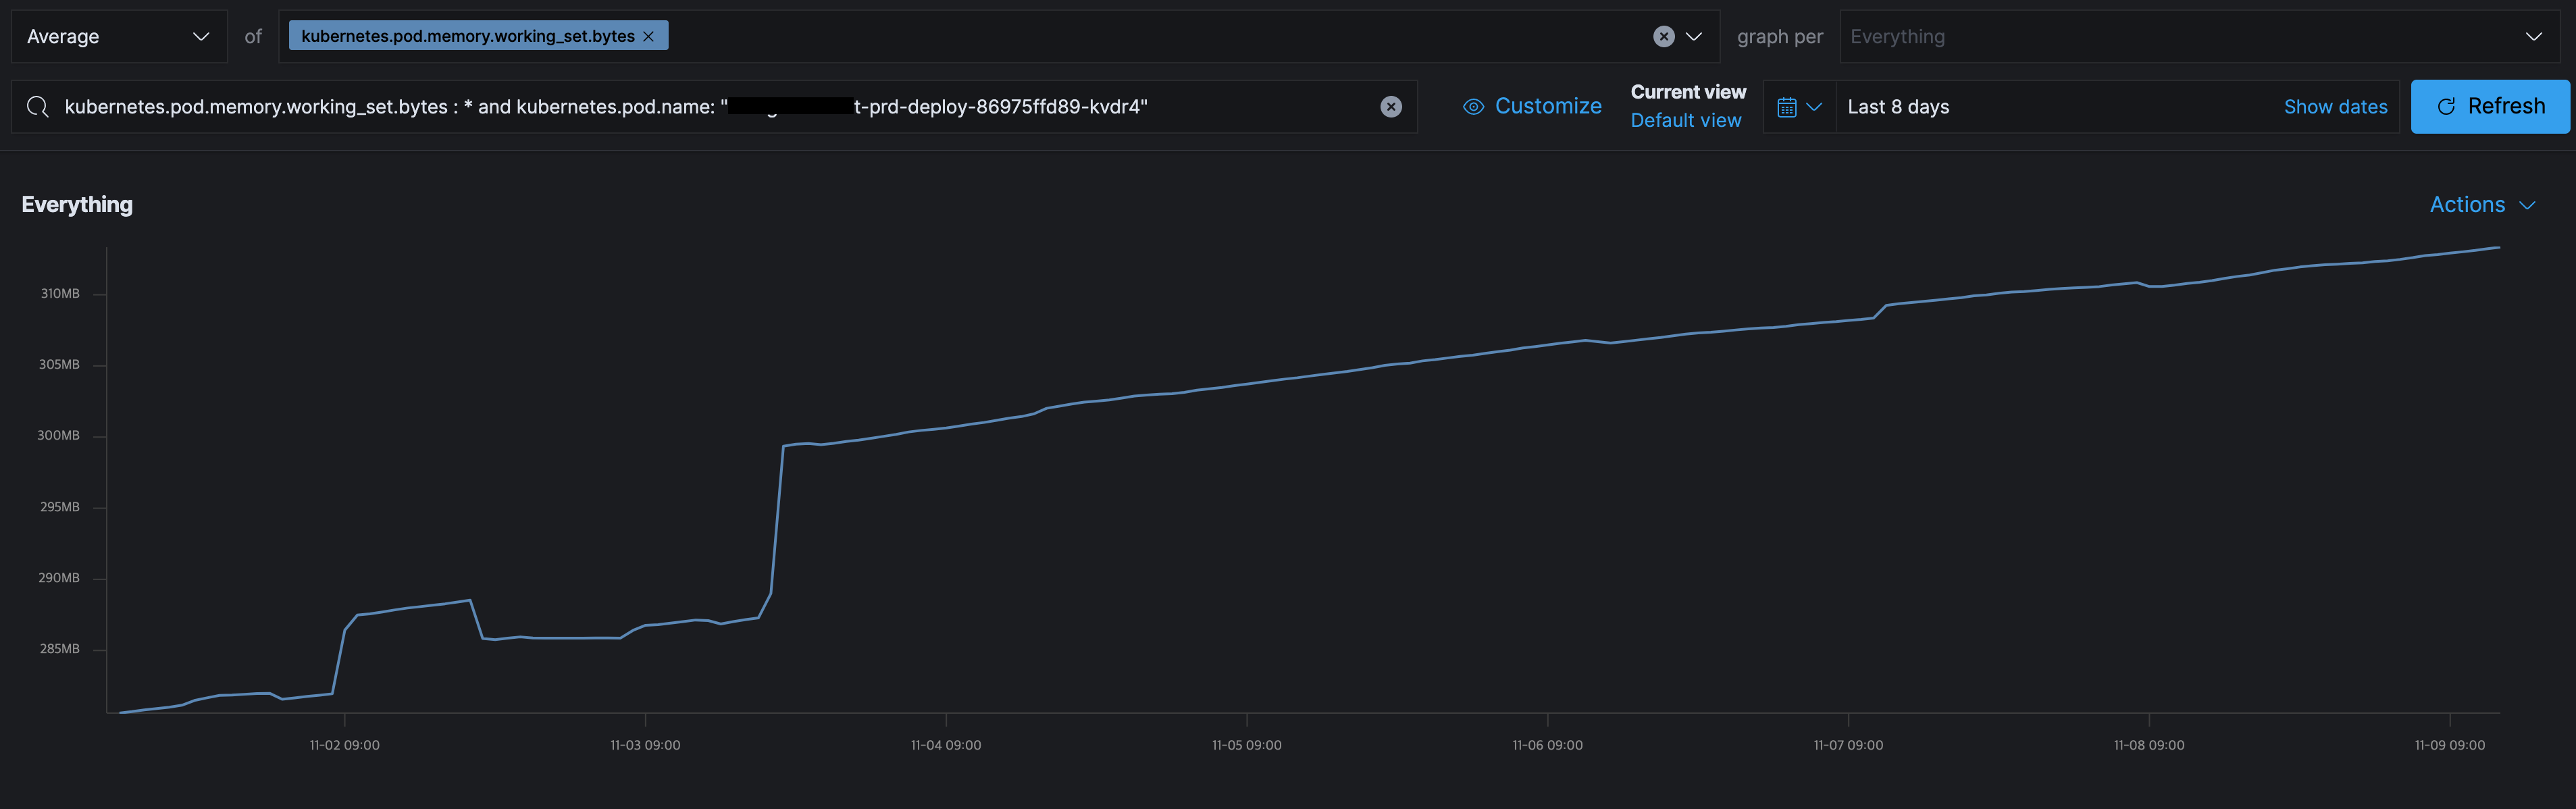 Average of kubernetes.pod.memory.working_set.bytes graph per Everything
kubernetes.pod.memory.working_set.bytes : * and kubernetes.pod.name: " t-prd-deploy-86975ffd89-kvdr4"
Customize
Current view
Default view
Last 8 days
Show dates
Refresh
Everything
Actions
310MB
305MB
300MB
295MB
290MB
285MB
11-02 09:00 11-03 09:00 11-04 09:00 11-05 09:00 11-06 09:00 11-07 09:00 11-08 09:00 11-09 09:00